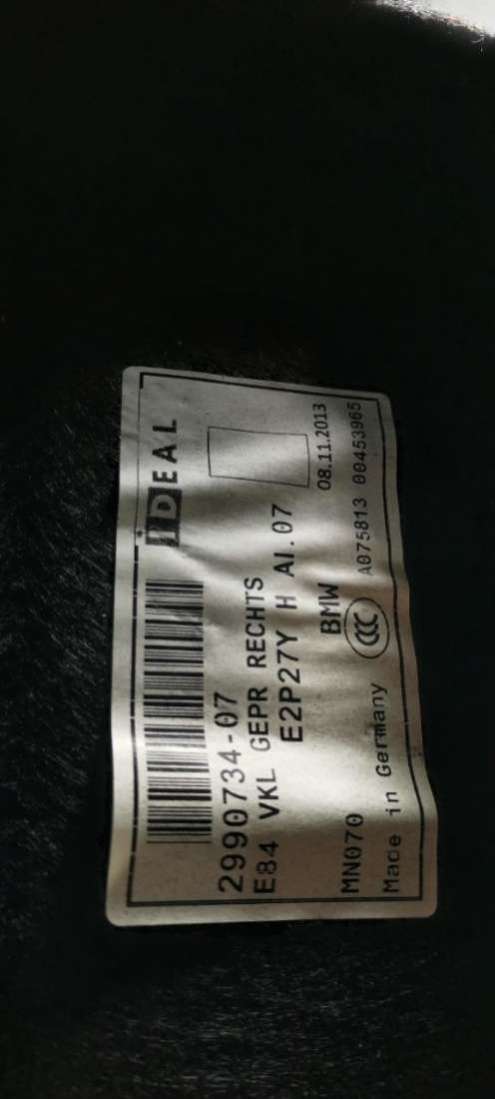 IDEAL
2990734-07
E84 VKL GEPR RECHTS
E2P27Y H AI.07
08.11.2013
BMW
MN070
CCC
A075813 00453965
Made in Germany